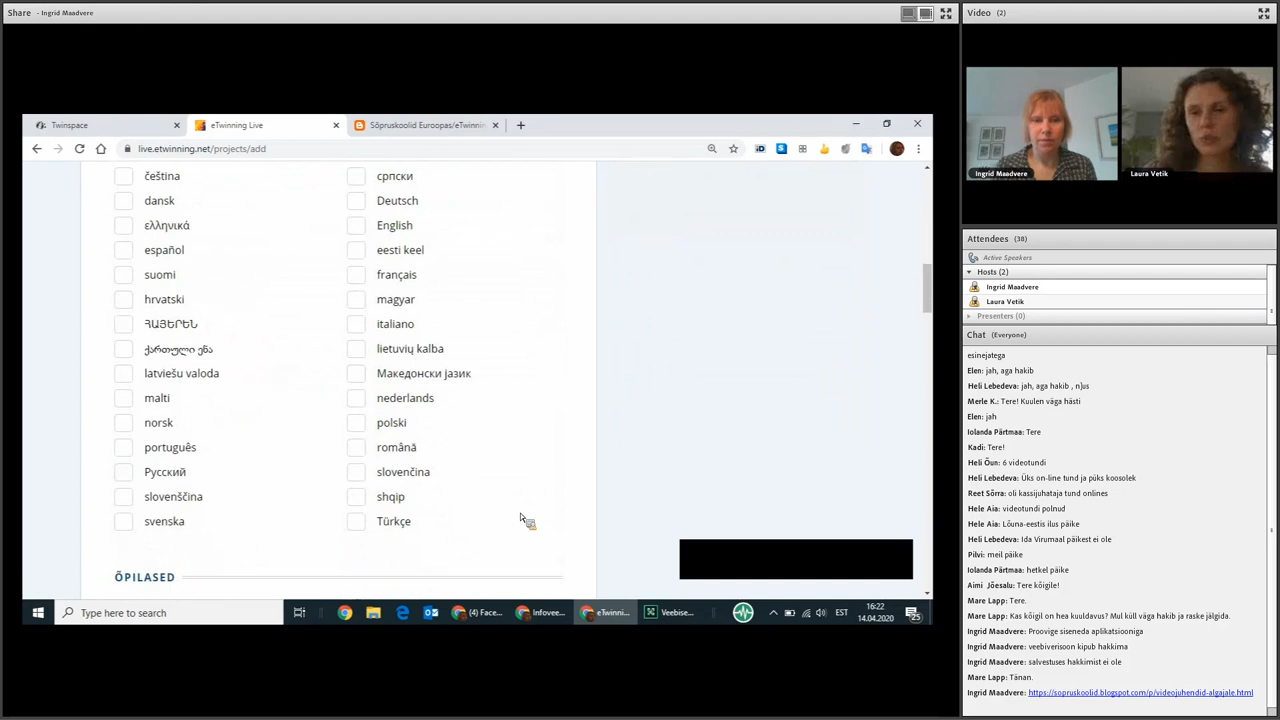 Share - Ingrid Maadvere
Twinspace
eTwinning Live
Sõpruskoolid Euroopas/eTwinnin
live.etwinning.net/projects/add
čeština
српски
dansk
Deutsch
ελληνικά
English
español
eesti keel
suomi
français
hrvatski
magyar
ՀԱՅԵՐԵՆ
italiano
ქართული ენა
lietuvių kalba
latviešu valoda
Македонски јазик
malti
nederlands
norsk
polski
português
română
Русский
slovenčina
slovenščina
shqip
svenska
Türkçe
ÕPILASED
Type here to search
(4) Face...
Infovee...
eTwinni...
Veebise...
EST
16:22
14.04.2020
25
Video (2)
Ingrid Maadvere
Laura Vetik
Attendees (38)
Active Speakers
Hosts (2)
Ingrid Maadvere
Laura Vetik
Presenters (0)
Chat (Everyone)
esinejatega
Elen: jah, aga hakib
Heli Lebedeva: jah, aga hakib , njus
Merle K.: Tere! Kuulen väga hästi
Elen: jah
Iolanda Pärtmaa: Tere
Kadi: Tere!
Heli Õun: 6 videotundi
Heli Lebedeva: Üks on-line tund ja püks koosolek
Reet Sõrra: oli kassijuhataja tund onlines
Hele Aia: videotundi polnud
Hele Aia: Lõuna-eestis ilus päike
Heli Lebedeva: Ida Virumaal päikest ei ole
Pilvi: meil päike
Iolanda Pärtmaa: hetkel päike
Aimi Jõesalu: Tere kõigile!
Mare Lapp: Tere.
Mare Lapp: Kas kõigil on hea kuuldavus? Mul küll väga hakib ja raske jälgida.
Ingrid Maadvere: Proovige siseneda aplikatsiooniga
Ingrid Maadvere: veebiverisoon kipub hakkima
Ingrid Maadvere: salvestuses hakkimist ei ole
Mare Lapp: Tänan.
Ingrid Maadvere: https://sopruskoolid.blogspot.com/p/videojuhendid-algajale.html